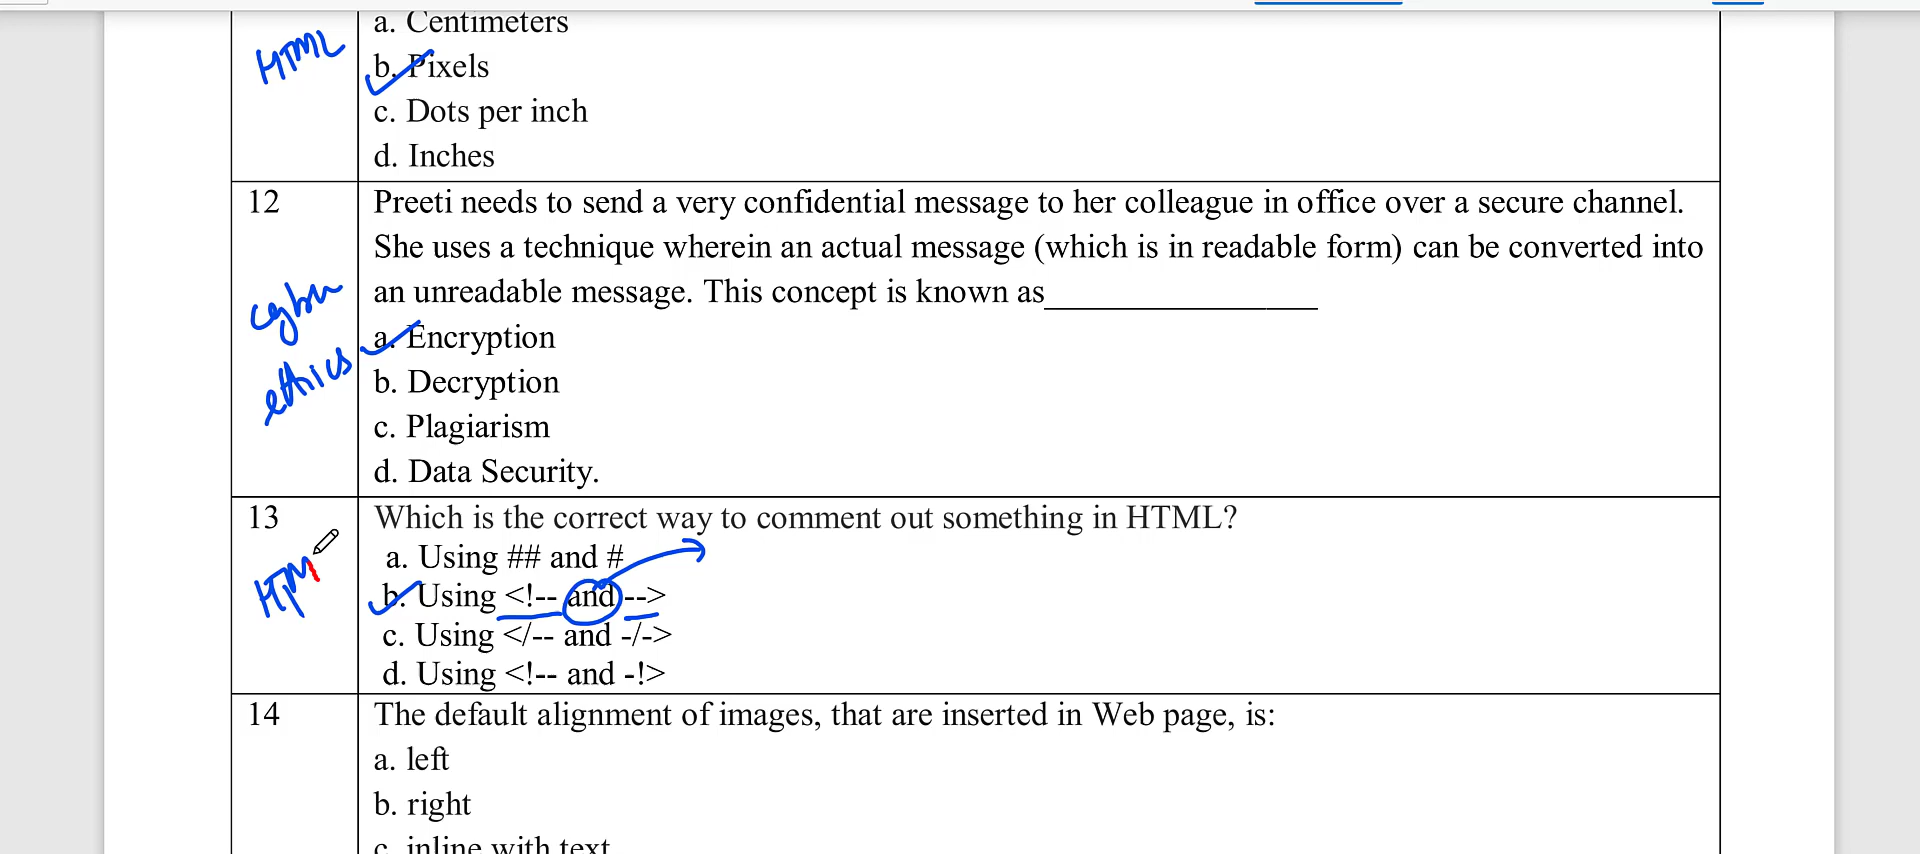 a. Centimeters
HTML
b. Pixels
c. Dots per inch
d. Inches
12
Preeti needs to send a very confidential message to her colleague in office over a secure channel.
She uses a technique wherein an actual message (which is in readable form) can be converted into
an unreadable message. This concept is known as________________
cyber
ethics
a. Encryption
b. Decryption
c. Plagiarism
d. Data Security.
13
Which is the correct way to comment out something in HTML?
HTM
a. Using ## and #
b. Using <!-- and -->
c. Using </-- and -/->
d. Using <!-- and -!>
14
The default alignment of images, that are inserted in Web page, is:
a. left
b. right
c. inline with text